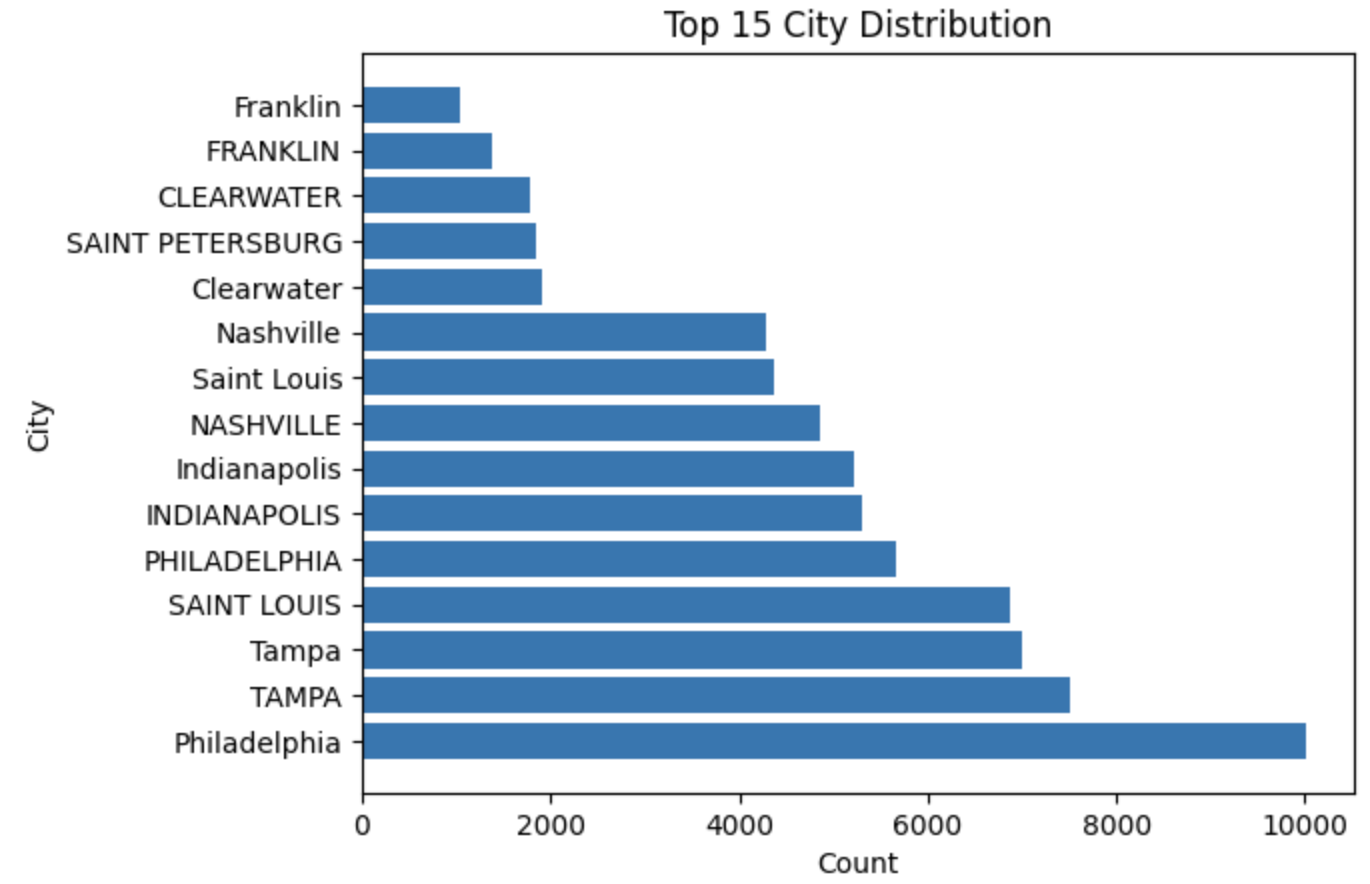 Top 15 City Distribution
Franklin
FRANKLIN
CLEARWATER
SAINT PETERSBURG
Clearwater
Nashville
Saint Louis
NASHVILLE
Indianapolis
INDIANAPOLIS
PHILADELPHIA
SAINT LOUIS
Tampa
TAMPA
Philadelphia
City
0 2000 4000 6000 8000 10000
Count